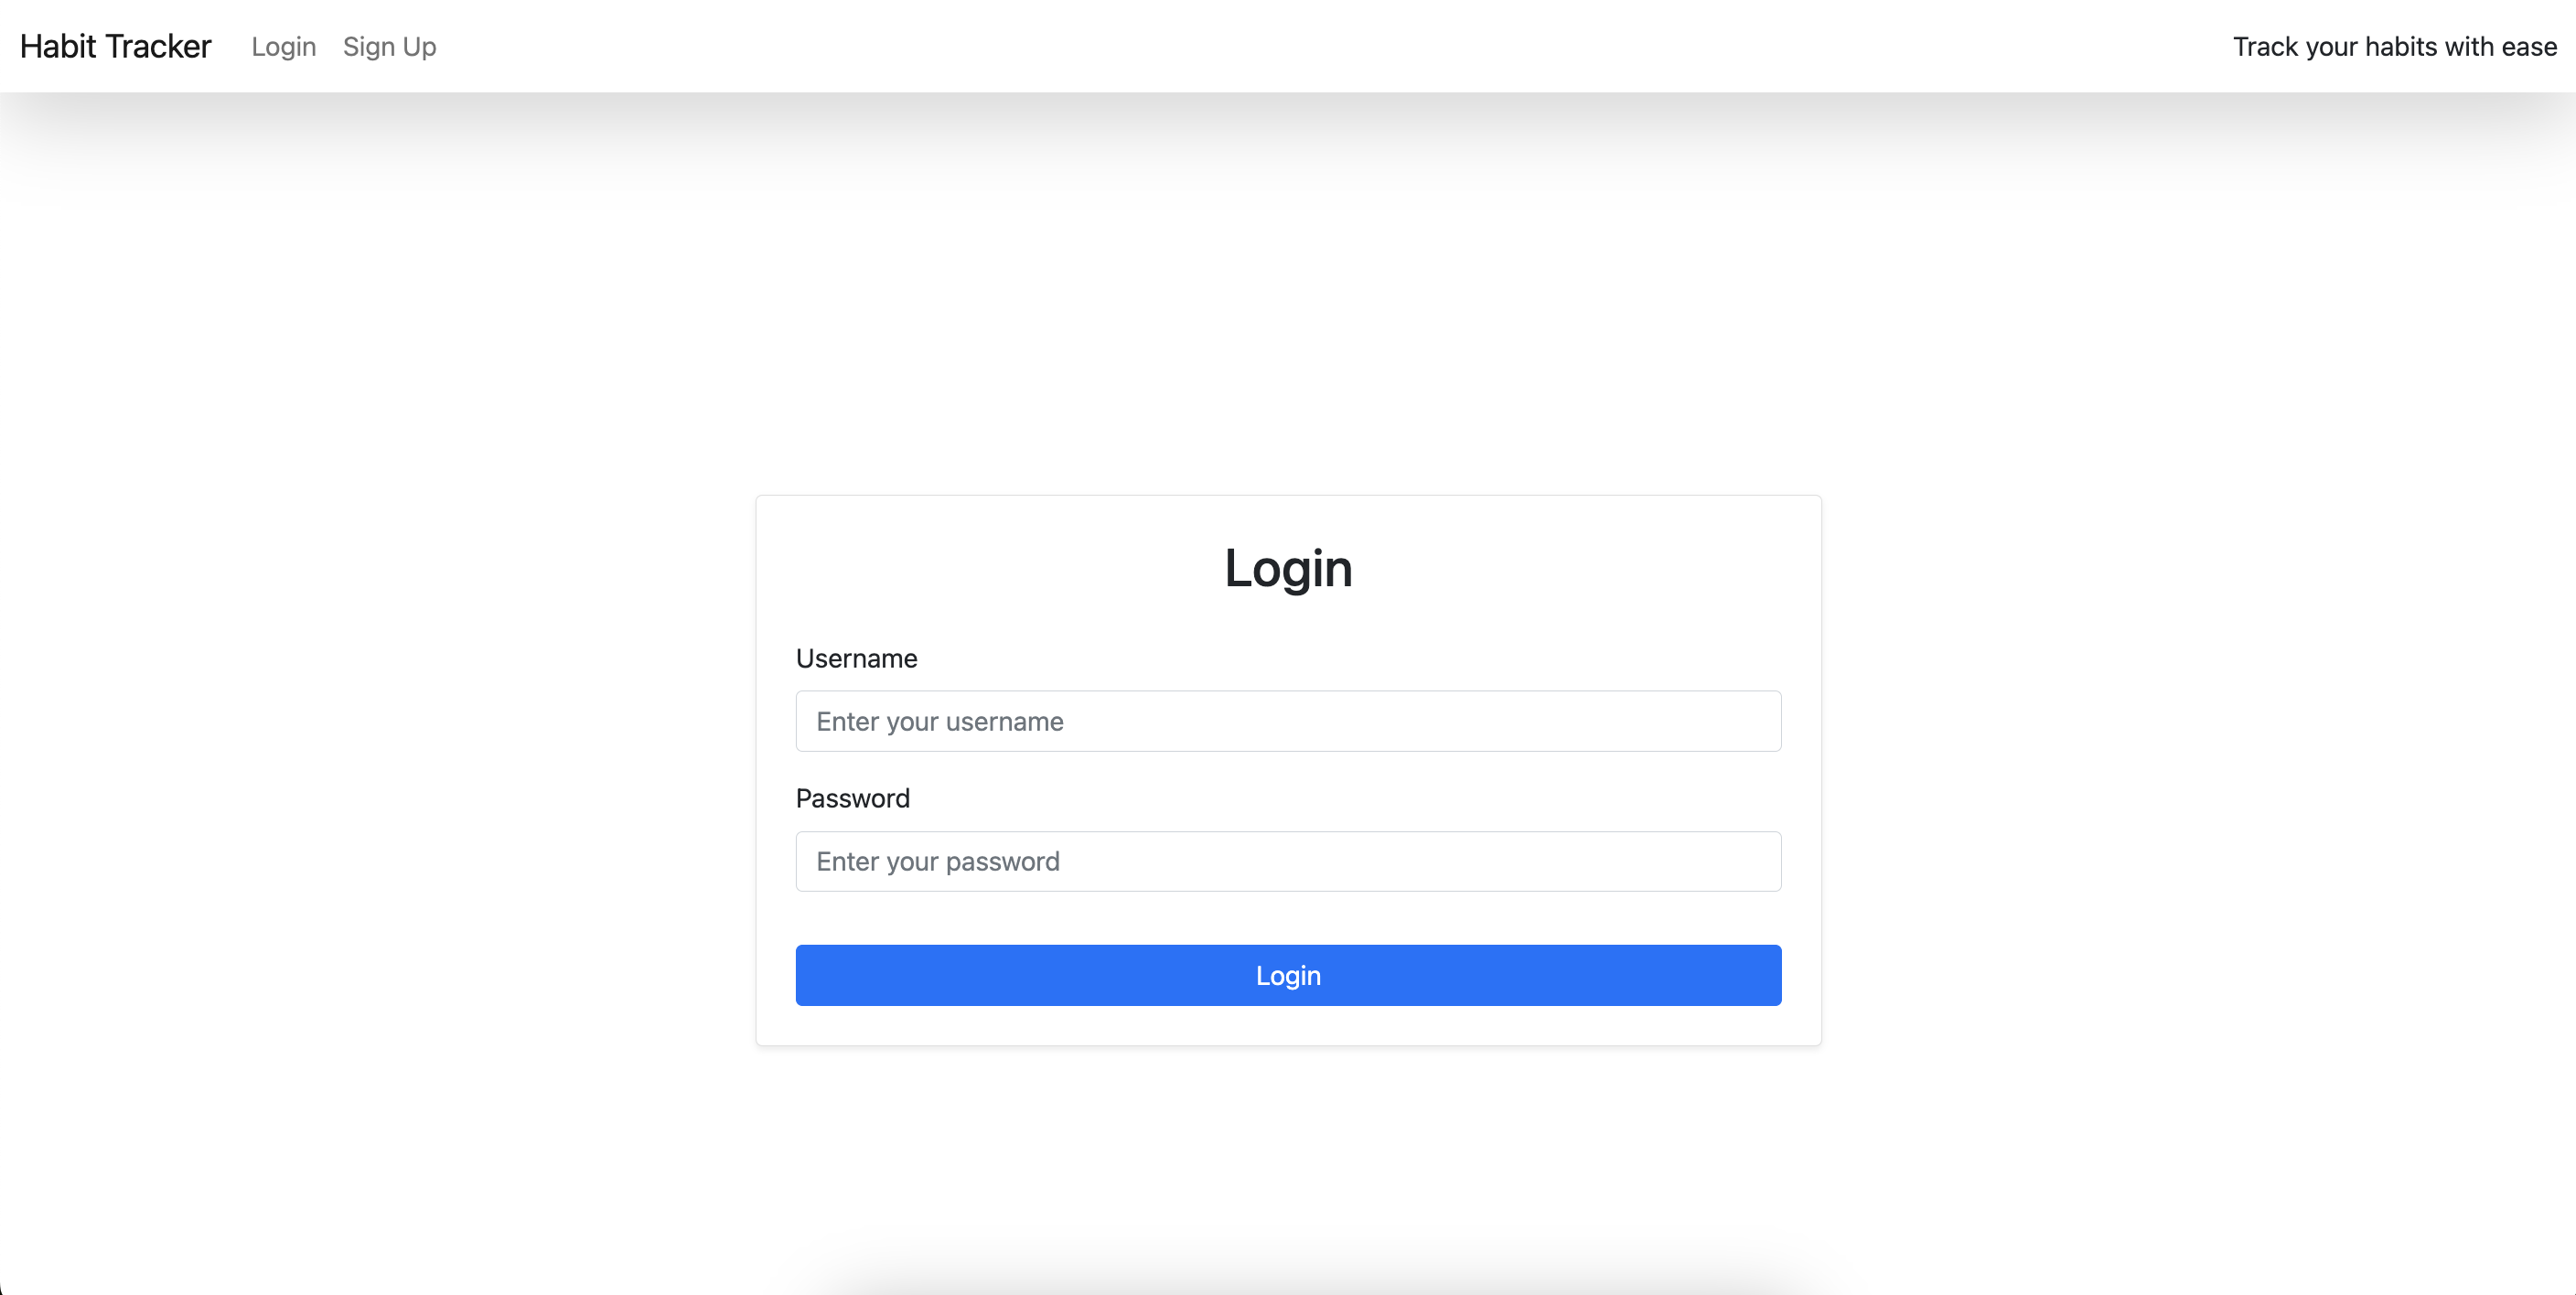 Habit Tracker Login Sign Up Track your habits with ease
Login
Username
Enter your username
Password
Enter your password
Login